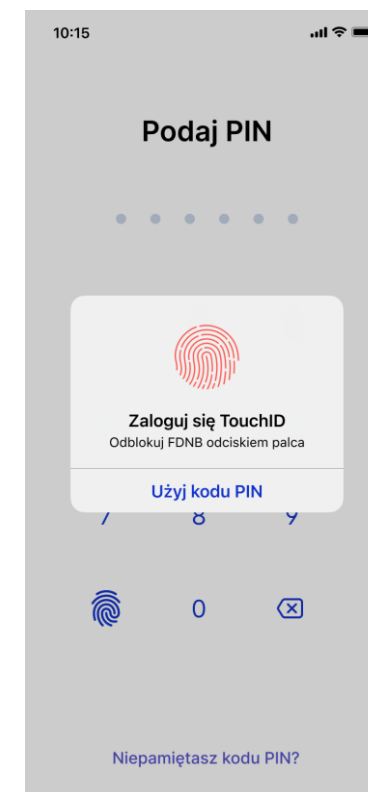 10:15
Podaj PIN
Zaloguj się TouchID
Odblokuj FDNB odciskiem palca
Użyj kodu PIN
7 8 9
0
Niepamiętasz kodu PIN?